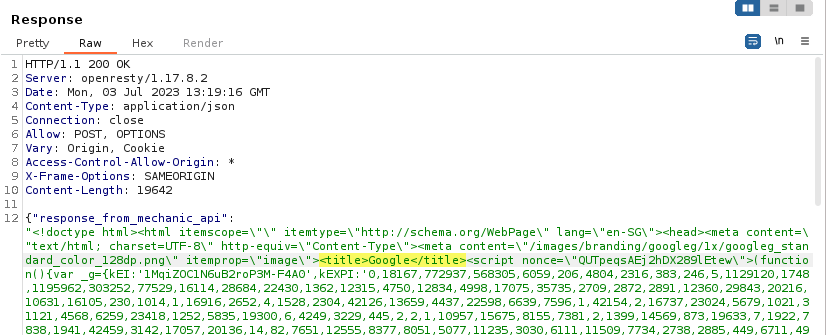 Response
Pretty Raw Hex Render
\n
1 HTTP/1.1 200 OK
2 Server: openresty/1.17.8.2
3 Date: Mon, 03 Jul 2023 13:19:16 GMT
4 Content-Type: application/json
5 Connection: close
6 Allow: POST, OPTIONS
7 Vary: Origin, Cookie
8 Access-Control-Allow-Origin: *
9 X-Frame-Options: SAMEORIGIN
10 Content-Length: 19642
11
12 {"response_from_mechanic_api":
"<!doctype html><html itemscope=\"\" itemtype=\"http://schema.org/WebPage\" lang=\"en-SG\"><head><meta content=\
"text/html; charset=UTF-8\" http-equiv=\"Content-Type\"><meta content=\"/images/branding/googleg/1x/googleg_stan
dard_color_128dp.png\" itemprop=\"image\"><title>Google</title><script nonce=\"QUTpeqsAEj2hDX289lEtew\">(functio
n(){var _g={kEI:'1MqiZOC1N6uB2roP3M-F4A0',kEXPI:'0,18167,772937,568305,6059,206,4804,2316,383,246,5,1129120,1748
,1195962,303252,77529,16114,28684,22430,1362,12315,4750,12834,4998,17075,35735,2709,2872,2891,12360,29843,20216,
10631,16105,230,1014,1,16916,2652,4,1528,2304,42126,13659,4437,22598,6639,7596,1,42154,2,16737,23024,5679,1021,3
1121,4568,6259,23418,1252,5835,19300,6,4249,3229,445,2,2,1,10957,15675,8155,7381,2,1399,14569,873,19633,7,1922,7
838,1941,42459,3142,17057,20136,14,82,7651,12555,8377,8051,5077,11235,3030,6111,11509,7734,2738,2885,449,6711,49